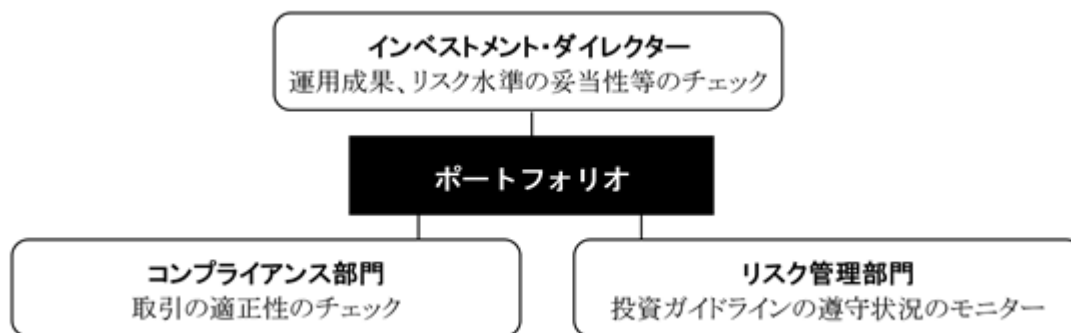 インベストメント・ダイレクター
運用成果、リスク水準の妥当性等のチェック
ポートフォリオ
コンプライアンス部門
取引の適正性のチェック
リスク管理部門
投資ガイドラインの遵守状況のモニター